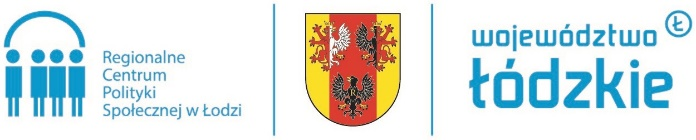 Regionalne
Centrum
Polityki
Społecznej w Łodzi
województwo Ł
łódzkie